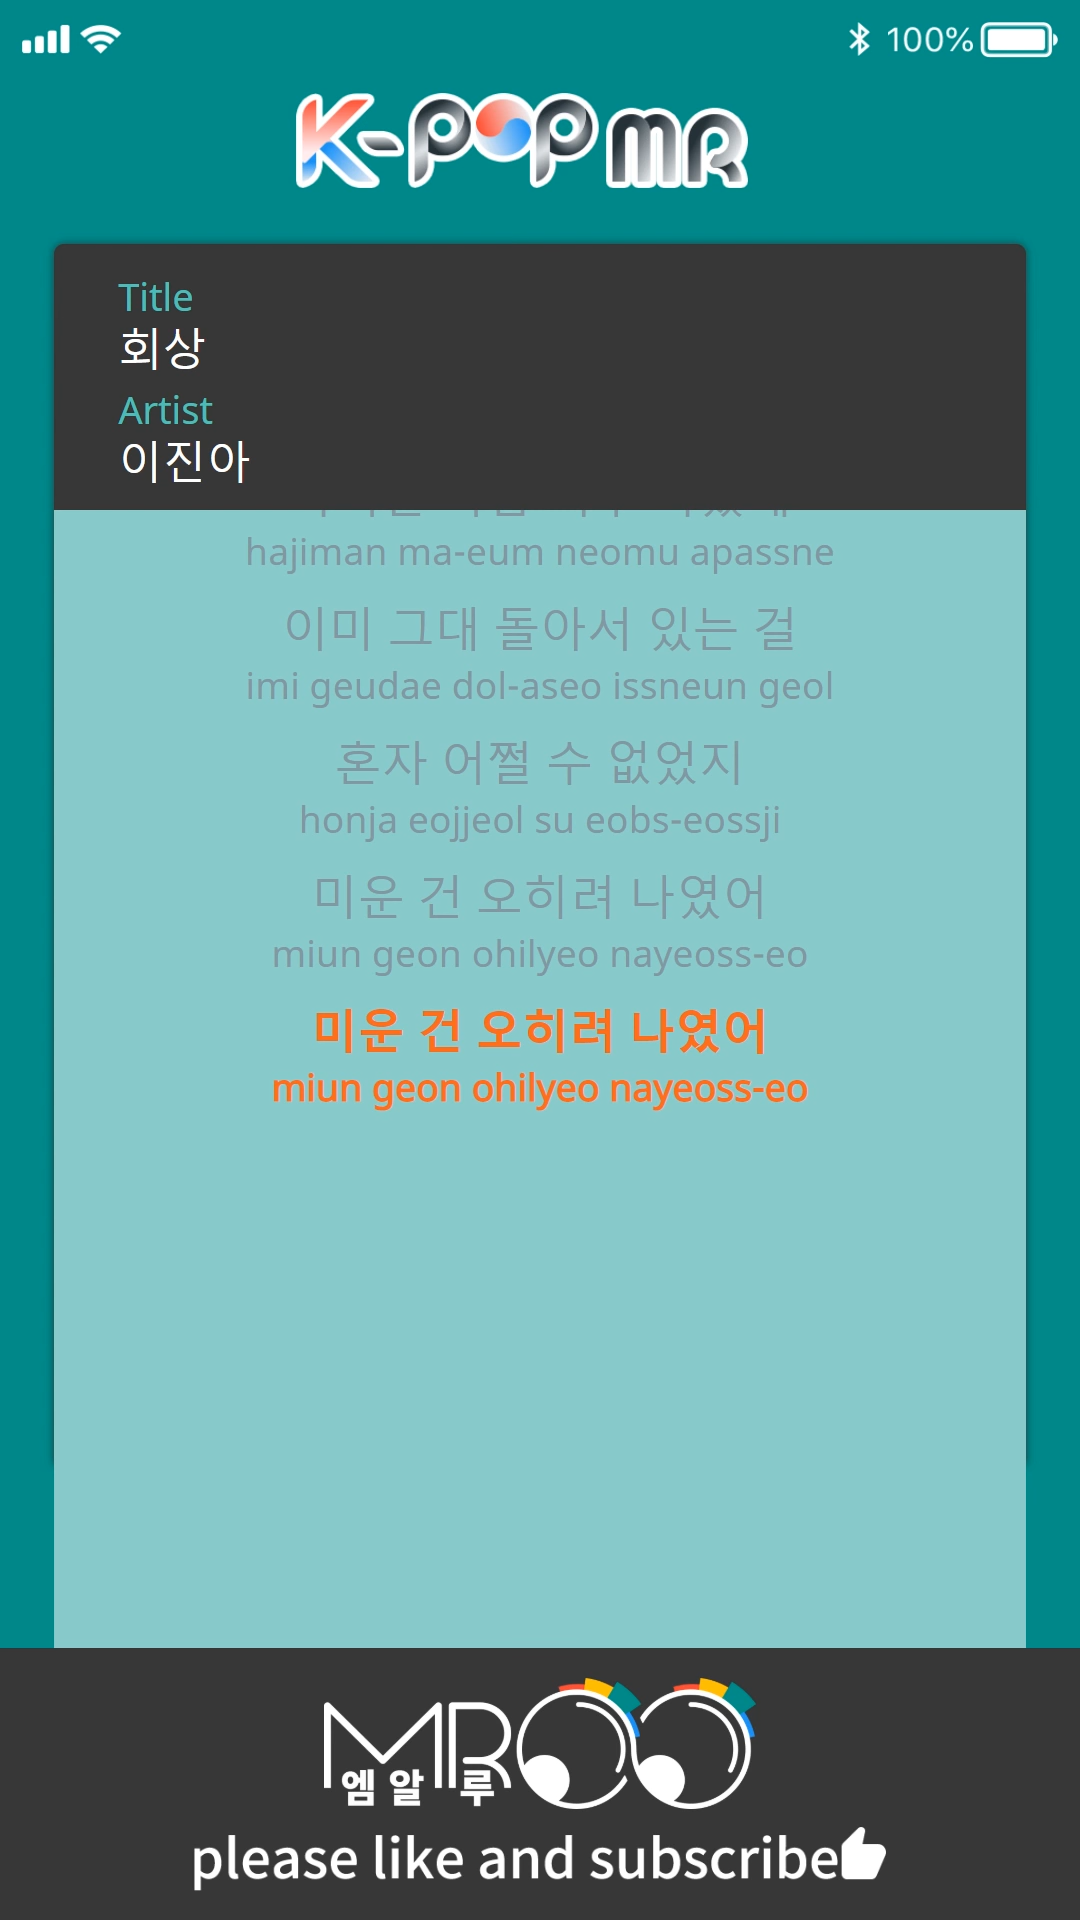 100%
K-POP MR
Title
회상
Artist
이진아
hajiman ma-eum neomu apassne
이미 그대 돌아서 있는 걸
imi geudae dol-aseo issneun geol
혼자 어쩔 수 없었지
honja eojjeol su eobs-eossji
미운 건 오히려 나였어
miun geon ohilyeo nayeoss-eo
미운 건 오히려 나였어
miun geon ohilyeo nayeoss-eo
MROO
엠알루
please like and subscribe